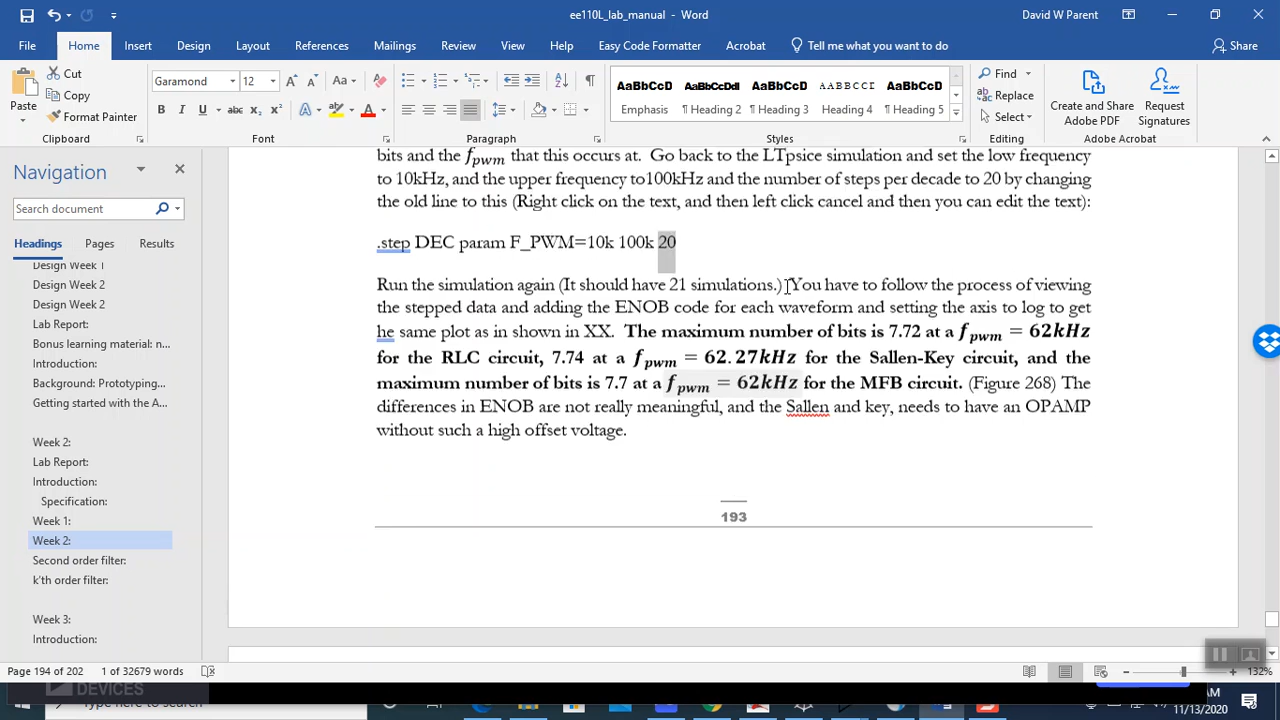 ee110L_lab_manual - Word
David W Parent
File Home Insert Design Layout References Mailings Review View Help Easy Code Formatter Acrobat Tell me what you want to do Share
Paste
Cut
Copy
Format Painter
Garamond 12
Aa
A
B I U abc x₂ x² A A
AaBbCcD AaBbCcDdI AaBbCcD AABBCCI AaBbCcD
Emphasis ¶ Heading 2 ¶ Heading 3 Heading 4 ¶ Heading 5
Find
Replace
Select
Create and Share Adobe PDF
Request Signatures
Clipboard Font Paragraph Styles Editing Adobe Acrobat
Navigation
Search document
Headings Pages Results
Design Week 1
Design Week 2
Design Week 2
Lab Report:
Bonus learning material: n...
Introduction:
Background: Prototyping...
Getting started with the A...
Week 2:
Lab Report:
Introduction:
Specification:
Week 1:
Week 2:
Second order filter:
k'th order filter:
Week 3:
Introduction:
bits and the f_pwm that this occurs at. Go back to the LTpsice simulation and set the low frequency
to 10kHz, and the upper frequency to100kHz and the number of steps per decade to 20 by changing
the old line to this (Right click on the text, and then left click cancel and then you can edit the text):
.step DEC param F_PWM=10k 100k 20
Run the simulation again (It should have 21 simulations.) You have to follow the process of viewing
the stepped data and adding the ENOB code for each waveform and setting the axis to log to get
he same plot as in shown in XX. The maximum number of bits is 7.72 at a f_pwm = 62kHz
for the RLC circuit, 7.74 at a f_pwm = 62.27kHz for the Sallen-Key circuit, and the
maximum number of bits is 7.7 at a f_pwm = 62kHz for the MFB circuit. (Figure 268) The
differences in ENOB are not really meaningful, and the Sallen and key, needs to have an OPAMP
without such a high offset voltage.
193
Page 194 of 202 1 of 32679 words
132%
DEVICES
Type here to search
AM
11/13/2020